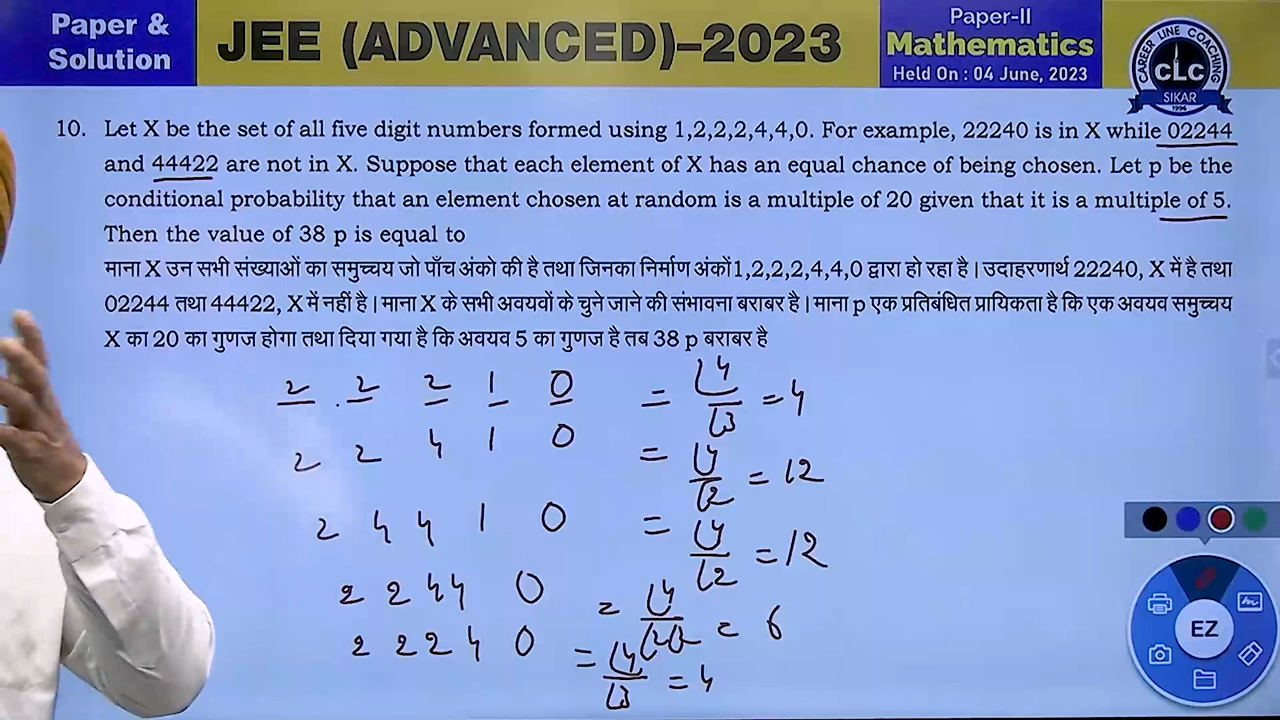 Paper &
Solution
JEE (ADVANCED)–2023
Paper-II
Mathematics
Held On : 04 June, 2023
CAREER LINE COACHING
CLC
SIKAR
1996
10. Let X be the set of all five digit numbers formed using 1,2,2,2,4,4,0. For example, 22240 is in X while 02244
and 44422 are not in X. Suppose that each element of X has an equal chance of being chosen. Let p be the
conditional probability that an element chosen at random is a multiple of 20 given that it is a multiple of 5.
Then the value of 38 p is equal to
माना X उन सभी संख्याओं का समुच्चय जो पाँच अंको की है तथा जिनका निर्माण अंकों1,2,2,2,4,4,0 द्वारा हो रहा है। उदाहरणार्थ 22240, X में है तथा
02244 तथा 44422, X में नहीं है। माना X के सभी अवयवों के चुने जाने की संभावना बराबर है। माना p एक प्रतिबंधित प्रायिकता है कि एक अवयव समुच्चय
X का 20 का गुणज होगा तथा दिया गया है कि अवयव 5 का गुणज है तब 38 p बराबर है
2 2 2 1 0 = ⌊4/⌊3 = 4
2 2 4 1 0 = ⌊4/⌊2 = 12
2 4 4 1 0 = ⌊4/⌊2 = 12
2 2 4 4 0 = ⌊4/⌊2⌊2 = 6
2 2 2 4 0 = ⌊4/⌊3 = 4
EZ